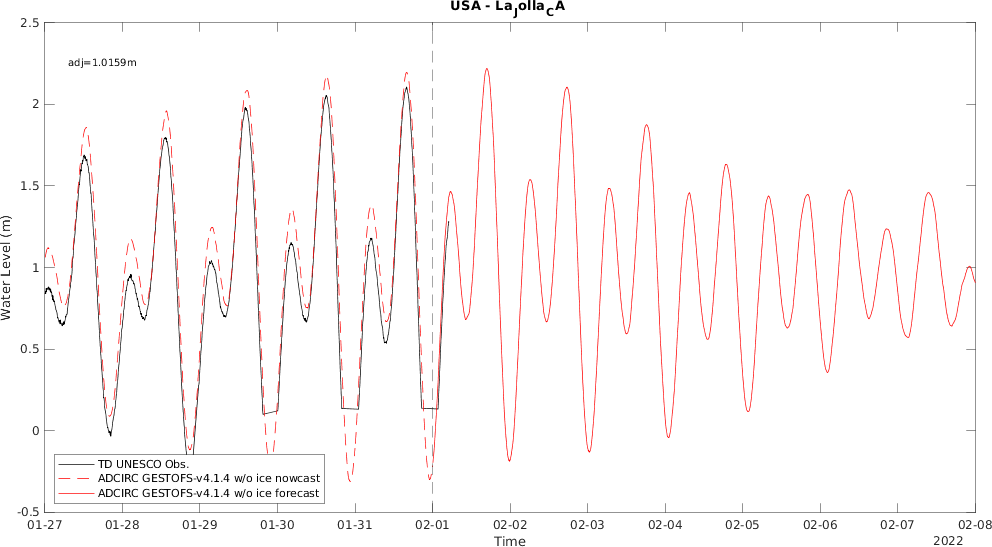 USA - LaJollaCA
2.5
adj=1.0159m
2
1.5
1
0.5
0
-0.5
Water Level (m)
TD UNESCO Obs.
ADCIRC GESTOFS-v4.1.4 w/o ice nowcast
ADCIRC GESTOFS-v4.1.4 w/o ice forecast
01-27 01-28 01-29 01-30 01-31 02-01 02-02 02-03 02-04 02-05 02-06 02-07 02-08
Time
2022